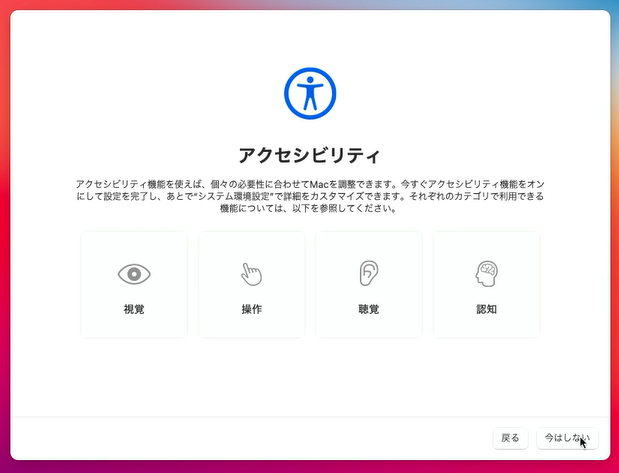 アクセシビリティ
アクセシビリティ機能を使えば、個々の必要性に合わせてMacを調整できます。今すぐアクセシビリティ機能をオン
にして設定を完了し、あとで“システム環境設定”で詳細をカスタマイズできます。それぞれのカテゴリで利用できる
機能については、以下を参照してください。
視覚
操作
聴覚
認知
戻る
今はしない